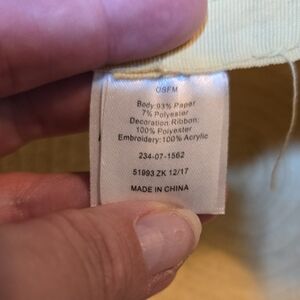 OSFM
Body:93% Paper
7% Polyester
Decoration:Ribbon:
100% Polyester
Embroidery:100% Acrylic
234-07-1562
51993 ZK 12/17
MADE IN CHINA